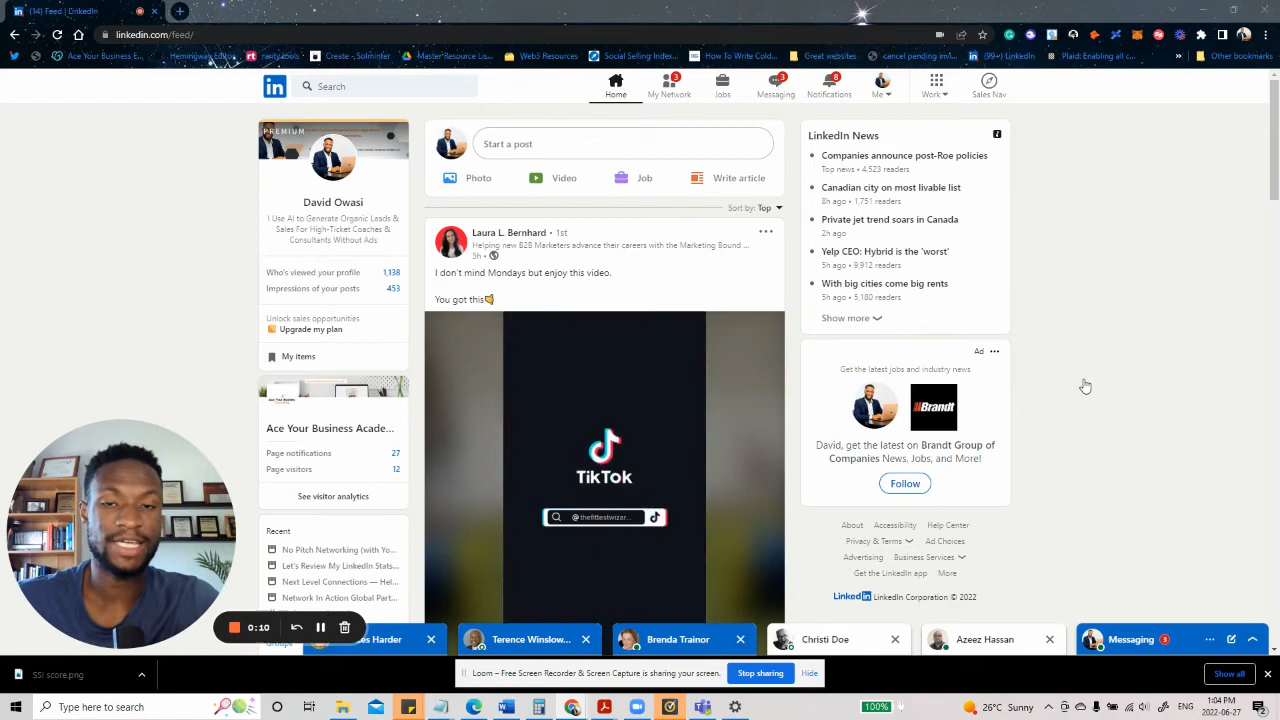 (14) Feed | LinkedIn
linkedin.com/feed/
Ace Your Business E...
Hemingway Editor
rarity.tools
Create - Solminter
Master Resource Lis...
Web3 Resources
Social Selling Index...
How To Write Cold...
Great websites
cancel pending invi...
(99+) LinkedIn
Plaid: Enabling all c...
Other bookmarks
in
Search
Home
3
My Network
Jobs
3
Messaging
8
Notifications
Me
Work
Sales Nav
PREMIUM
David Owasi
I Use AI to Generate Organic Leads &
Sales For High-Ticket Coaches &
Consultants Without Ads
Who's viewed your profile 1,138
Impressions of your posts 453
Unlock sales opportunities
Upgrade my plan
My items
Ace Your Business Acade...
Page notifications 27
Page visitors 12
See visitor analytics
Recent
No Pitch Networking (with Yo...
Let's Review My LinkedIn Stats...
Next Level Connections — Hel...
Network In Action Global Part...
Groups
Start a post
Photo
Video
Job
Write article
Sort by: Top
Laura L. Bernhard • 1st
Helping new B2B Marketers advance their careers with the Marketing Bound ...
5h •
I don't mind Mondays but enjoy this video.
You got this
TikTok
@thefittestwizar...
LinkedIn News
Companies announce post-Roe policies
Top news • 4,523 readers
Canadian city on most livable list
8h ago • 1,751 readers
Private jet trend soars in Canada
2h ago
Yelp CEO: Hybrid is the 'worst'
5h ago • 9,912 readers
With big cities come big rents
5h ago • 5,180 readers
Show more
Ad
Get the latest jobs and industry news
Brandt
David, get the latest on Brandt Group of
Companies News, Jobs, and More!
Follow
About Accessibility Help Center
Privacy & Terms Ad Choices
Advertising Business Services
Get the LinkedIn app More
LinkedIn LinkedIn Corporation © 2022
0:10
Harder
Terence Winslow...
Brenda Trainor
Christi Doe
Azeez Hassan
Messaging 3
SSI score.png
Loom – Free Screen Recorder & Screen Capture is sharing your screen.
Stop sharing
Hide
Show all
Type here to search
100%
26°C Sunny
1:04 PM
2022-06-27
2